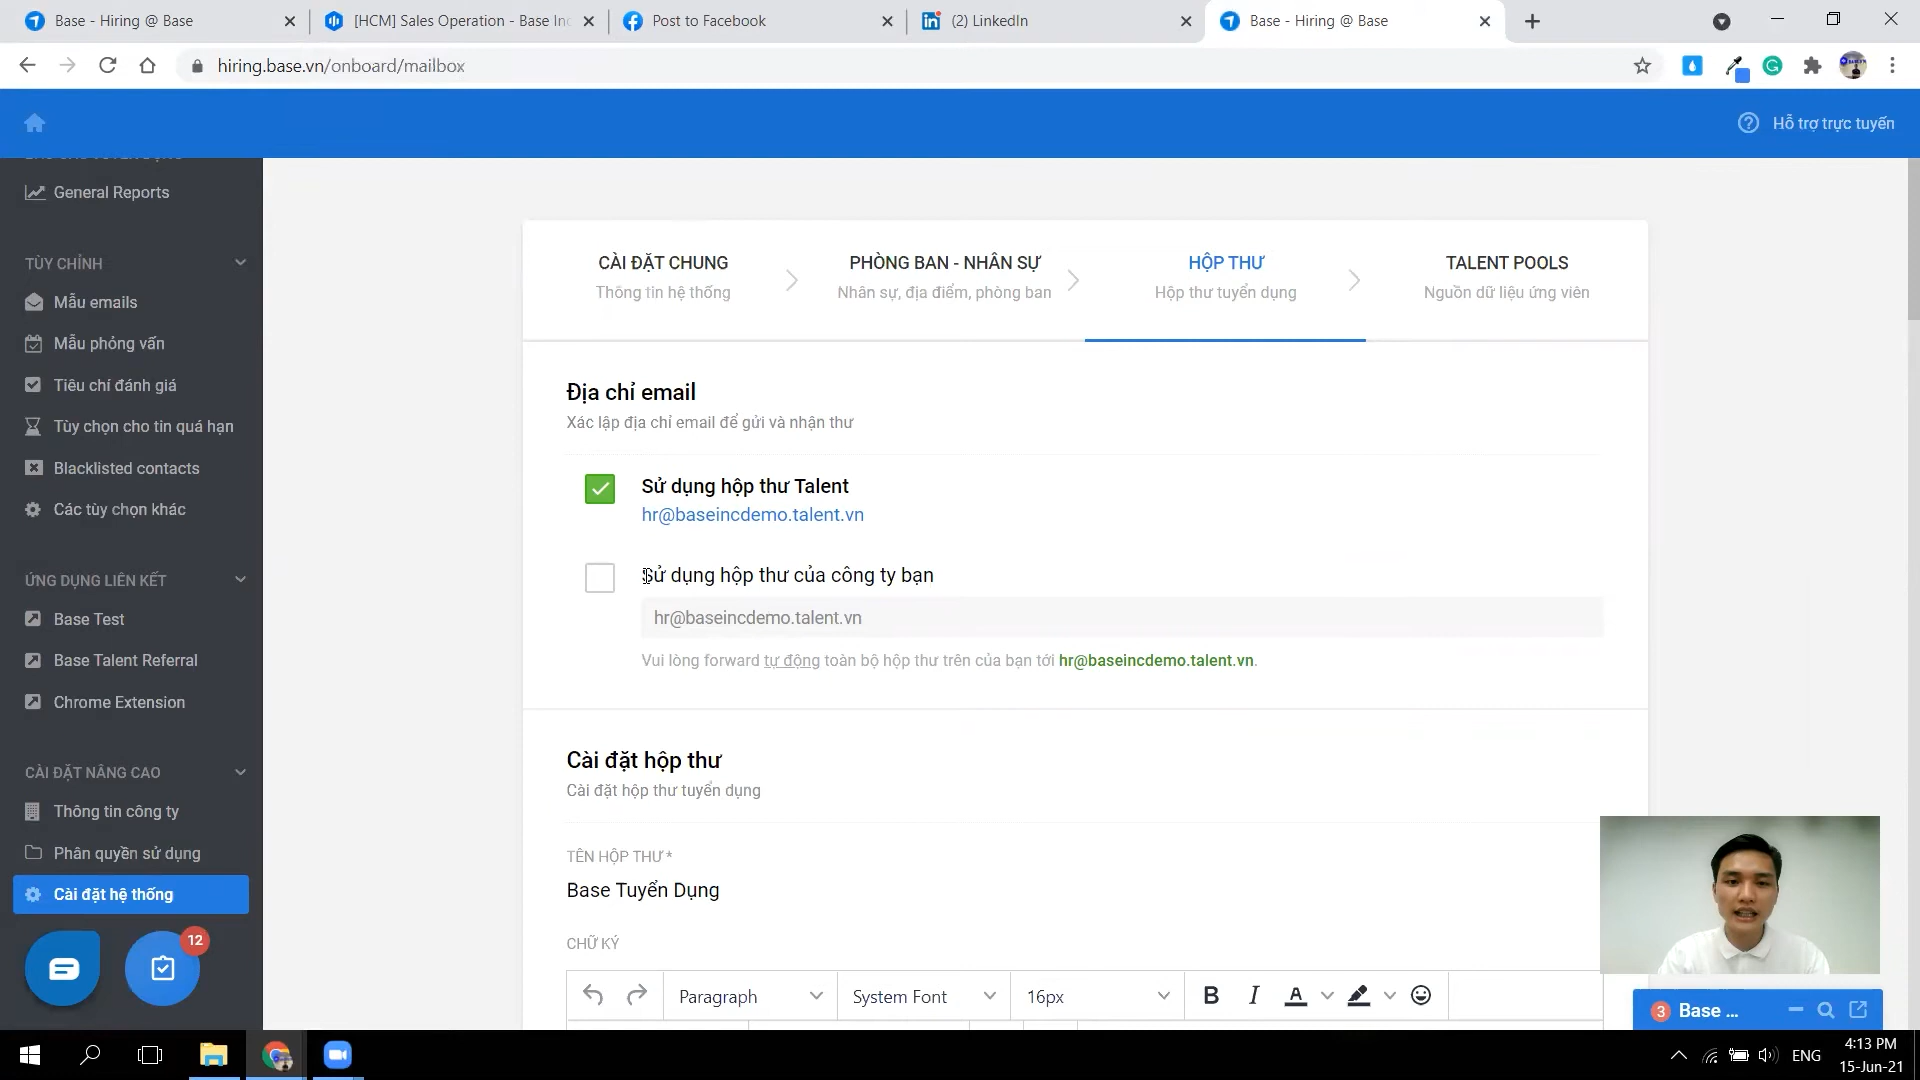 Base - Hiring @ Base
[HCM] Sales Operation - Base Inc
Post to Facebook
(2) LinkedIn
Base - Hiring @ Base
hiring.base.vn/onboard/mailbox
Hỗ trợ trực tuyến
General Reports
TÙY CHỈNH
Mẫu emails
Mẫu phỏng vấn
Tiêu chí đánh giá
Tùy chọn cho tin quá hạn
Blacklisted contacts
Các tùy chọn khác
ỨNG DỤNG LIÊN KẾT
Base Test
Base Talent Referral
Chrome Extension
CÀI ĐẶT NÂNG CAO
Thông tin công ty
Phân quyền sử dụng
Cài đặt hệ thống
12
CÀI ĐẶT CHUNG
Thông tin hệ thống
PHÒNG BAN - NHÂN SỰ
Nhân sự, địa điểm, phòng ban
HỘP THƯ
Hộp thư tuyển dụng
TALENT POOLS
Nguồn dữ liệu ứng viên
Địa chỉ email
Xác lập địa chỉ email để gửi và nhận thư
Sử dụng hộp thư Talent
hr@baseincdemo.talent.vn
Sử dụng hộp thư của công ty bạn
hr@baseincdemo.talent.vn
Vui lòng forward tự động toàn bộ hộp thư trên của bạn tới hr@baseincdemo.talent.vn.
Cài đặt hộp thư
Cài đặt hộp thư tuyển dụng
TÊN HỘP THƯ *
Base Tuyển Dụng
CHỮ KÝ
Paragraph System Font 16px B I A
3 Base ...
ENG
4:13 PM
15-Jun-21